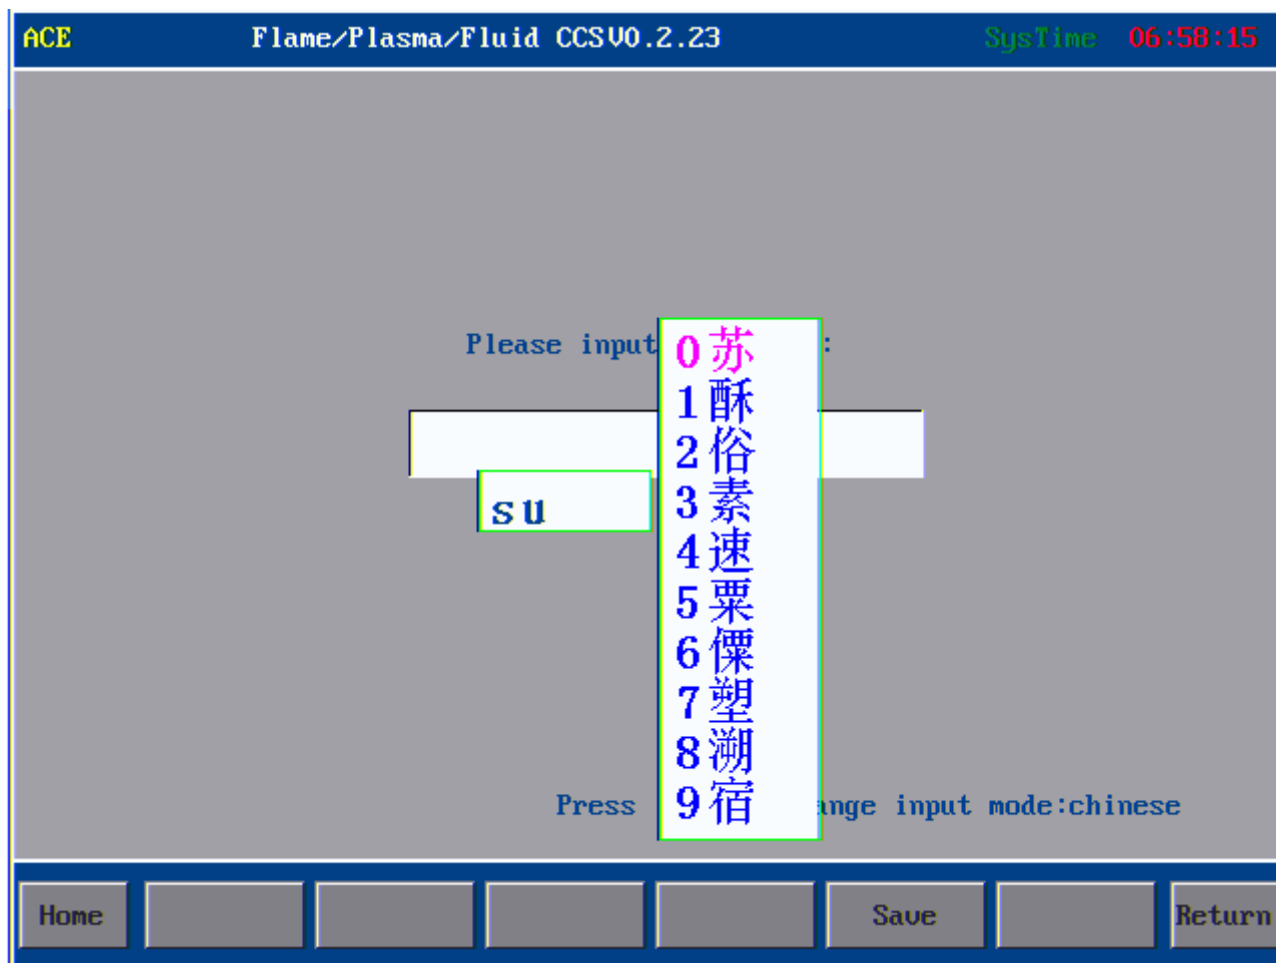 ACE Flame/Plasma/Fluid CCSV0.2.23 SysTime 06:58:15
Please input :
0苏
1酥
2俗
3素
su
4速
5粟
6僳
7塑
8溯
9宿
Press ange input mode:chinese
Home Save Return